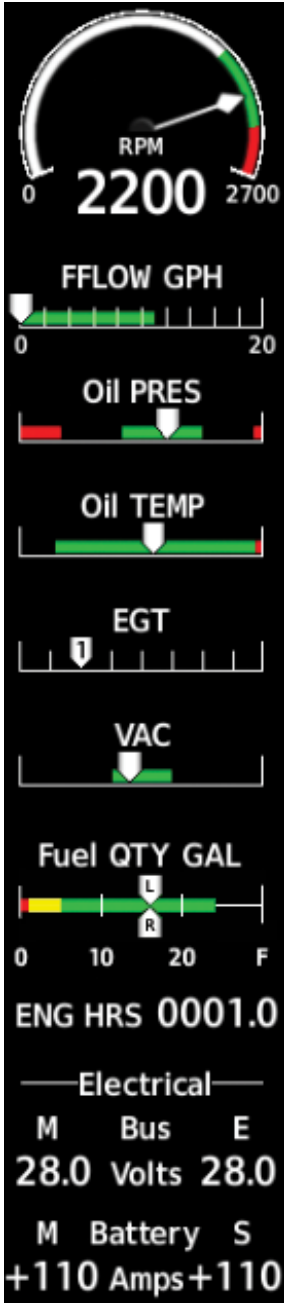 RPM
0 2200 2700
FFLOW GPH
0 20
Oil PRES
Oil TEMP
EGT
1
VAC
Fuel QTY GAL
L
R
0 10 20 F
ENG HRS 0001.0
Electrical
M Bus E
28.0 Volts 28.0
M Battery S
+110 Amps +110